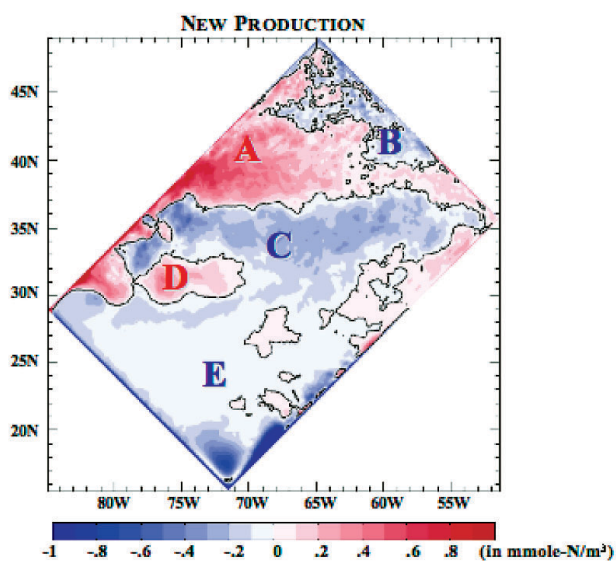 NEW PRODUCTION
45N
40N
35N
30N
25N
20N
A
B
C
D
E
80W 75W 70W 65W 60W 55W
-1 -.8 -.6 -.4 -.2 0 .2 .4 .6 .8 (in mmole-N/m³)